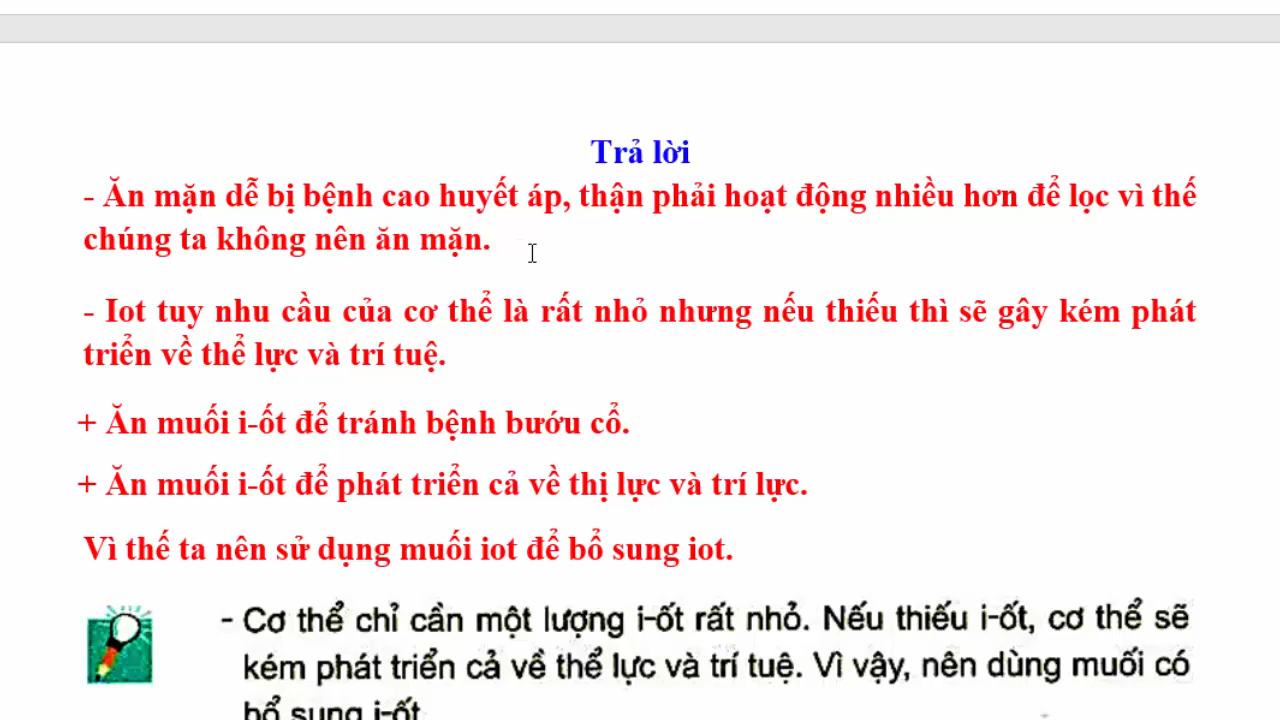 Trả lời
- Ăn mặn dễ bị bệnh cao huyết áp, thận phải hoạt động nhiều hơn để lọc vì thế
chúng ta không nên ăn mặn.
- Iot tuy nhu cầu của cơ thể là rất nhỏ nhưng nếu thiếu thì sẽ gây kém phát
triển về thể lực và trí tuệ.
+ Ăn muối i-ốt để tránh bệnh bướu cổ.
+ Ăn muối i-ốt để phát triển cả về thị lực và trí lực.
Vì thế ta nên sử dụng muối iot để bổ sung iot.
- Cơ thể chỉ cần một lượng i-ốt rất nhỏ. Nếu thiếu i-ốt, cơ thể sẽ
kém phát triển cả về thể lực và trí tuệ. Vì vậy, nên dùng muối có
bổ sung i-ốt.